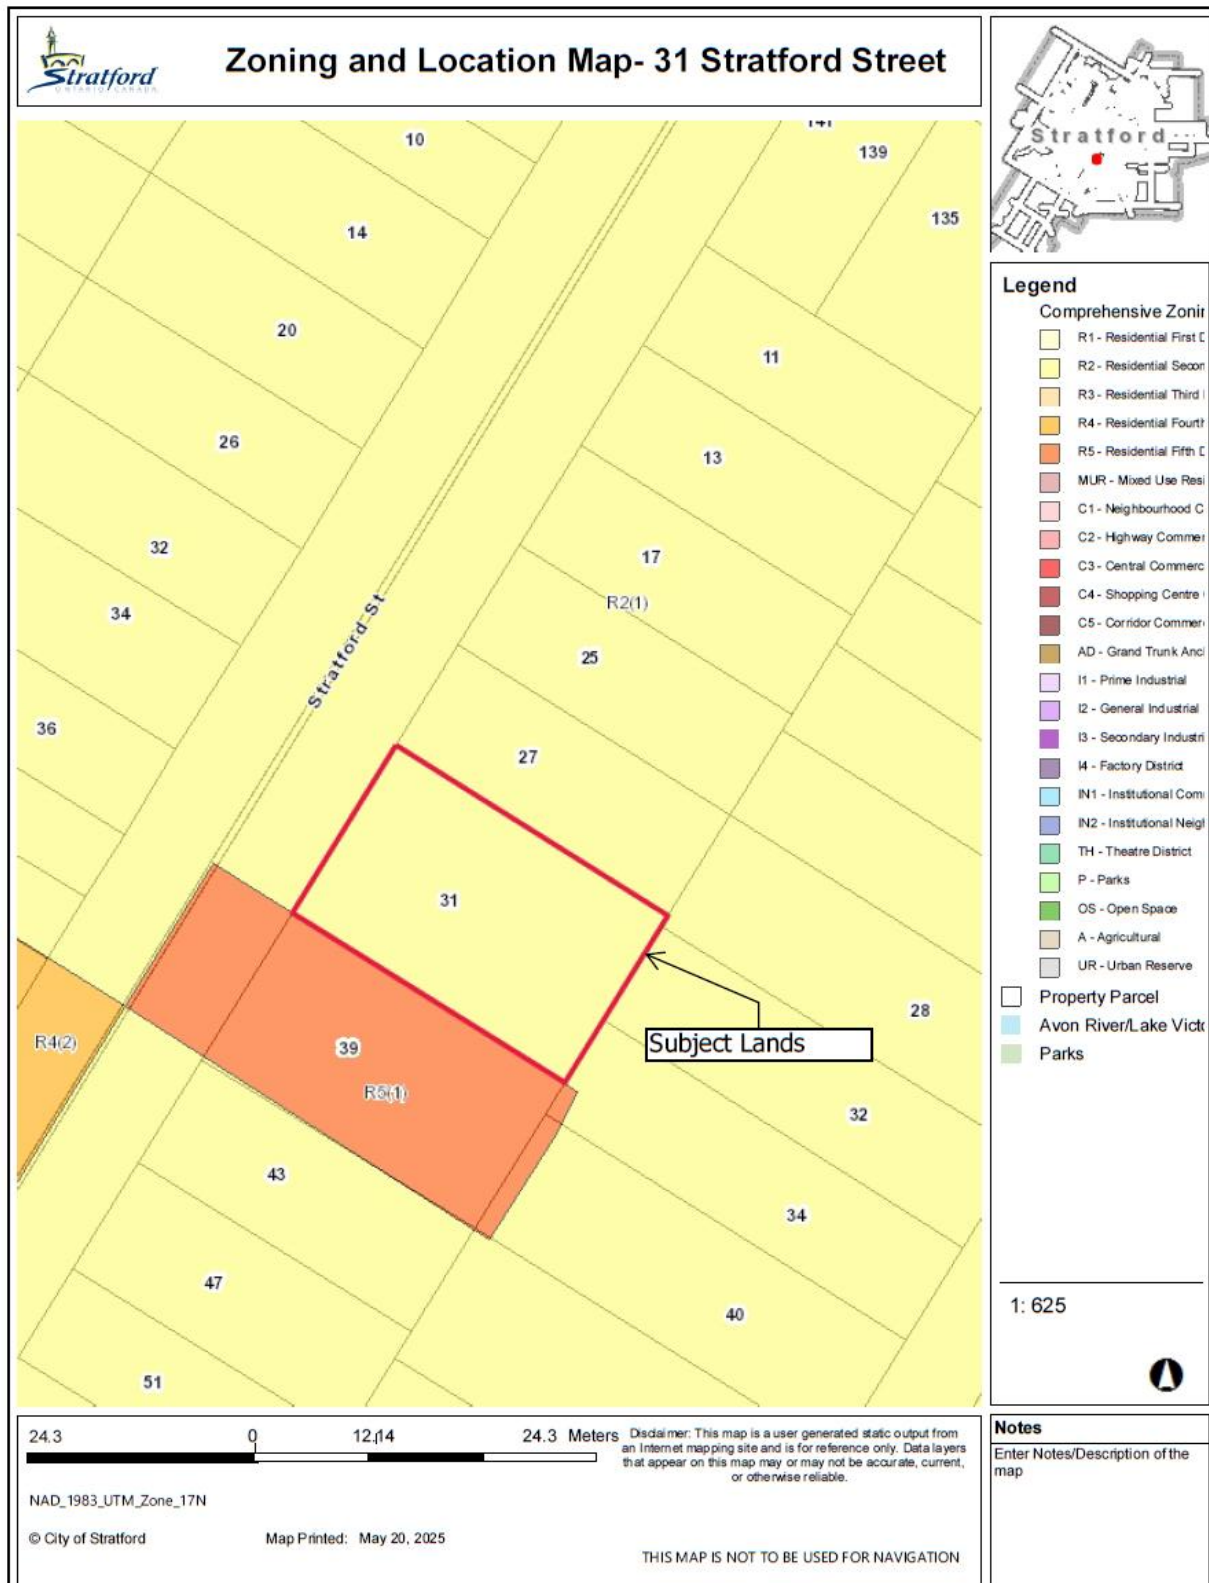 Stratford
ONTARIO CANADA
Zoning and Location Map- 31 Stratford Street
Stratford
10
141
139
14
135
20
11
26
13
32
17
R2(1)
34
Stratford St
25
36
27
31
28
R4(2)
39
R5(1)
Subject Lands
32
43
34
47
40
51
Legend
Comprehensive Zonin
R1 - Residential First D
R2 - Residential Secon
R3 - Residential Third
R4 - Residential Fourth
R5 - Residential Fifth D
MUR - Mixed Use Resi
C1 - Neighbourhood C
C2 - Highway Commer
C3 - Central Commerc
C4 - Shopping Centre
C5 - Corridor Commer
AD - Grand Trunk Anci
I1 - Prime Industrial
I2 - General Industrial
I3 - Secondary Industri
I4 - Factory District
IN1 - Institutional Com
IN2 - Institutional Neigh
TH - Theatre District
P - Parks
OS - Open Space
A - Agricultural
UR - Urban Reserve
Property Parcel
Avon River/Lake Victo
Parks
1: 625
24.3 0 12.14 24.3 Meters
Disclaimer: This map is a user generated static output from
an Internet mapping site and is for reference only. Data layers
that appear on this map may or may not be accurate, current,
or otherwise reliable.
NAD_1983_UTM_Zone_17N
© City of Stratford Map Printed: May 20, 2025
THIS MAP IS NOT TO BE USED FOR NAVIGATION
Notes
Enter Notes/Description of the
map